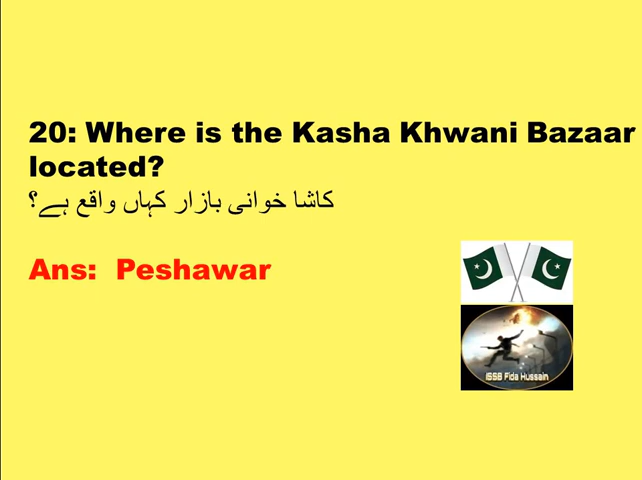 20: Where is the Kasha Khwani Bazaar
located?
کاشا خوانی بازار کہاں واقع ہے؟
Ans: Peshawar
ISSB Fida Hussain